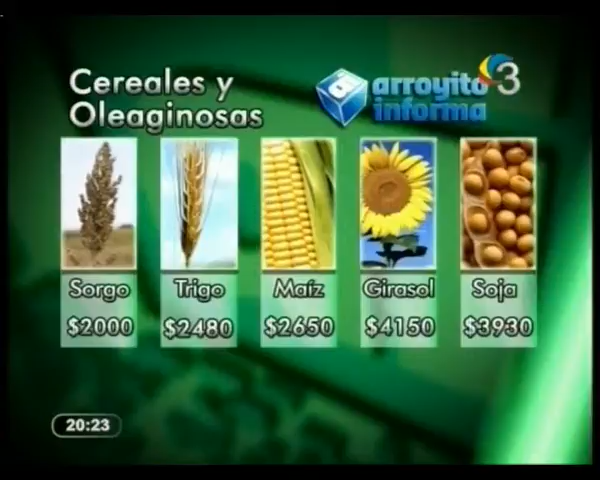 Cereales y
Oleaginosas
a
arroyito
informa
3
Sorgo
Trigo
Maíz
Girasol
Soja
$2000
$2480
$2650
$4150
$3930
20:23